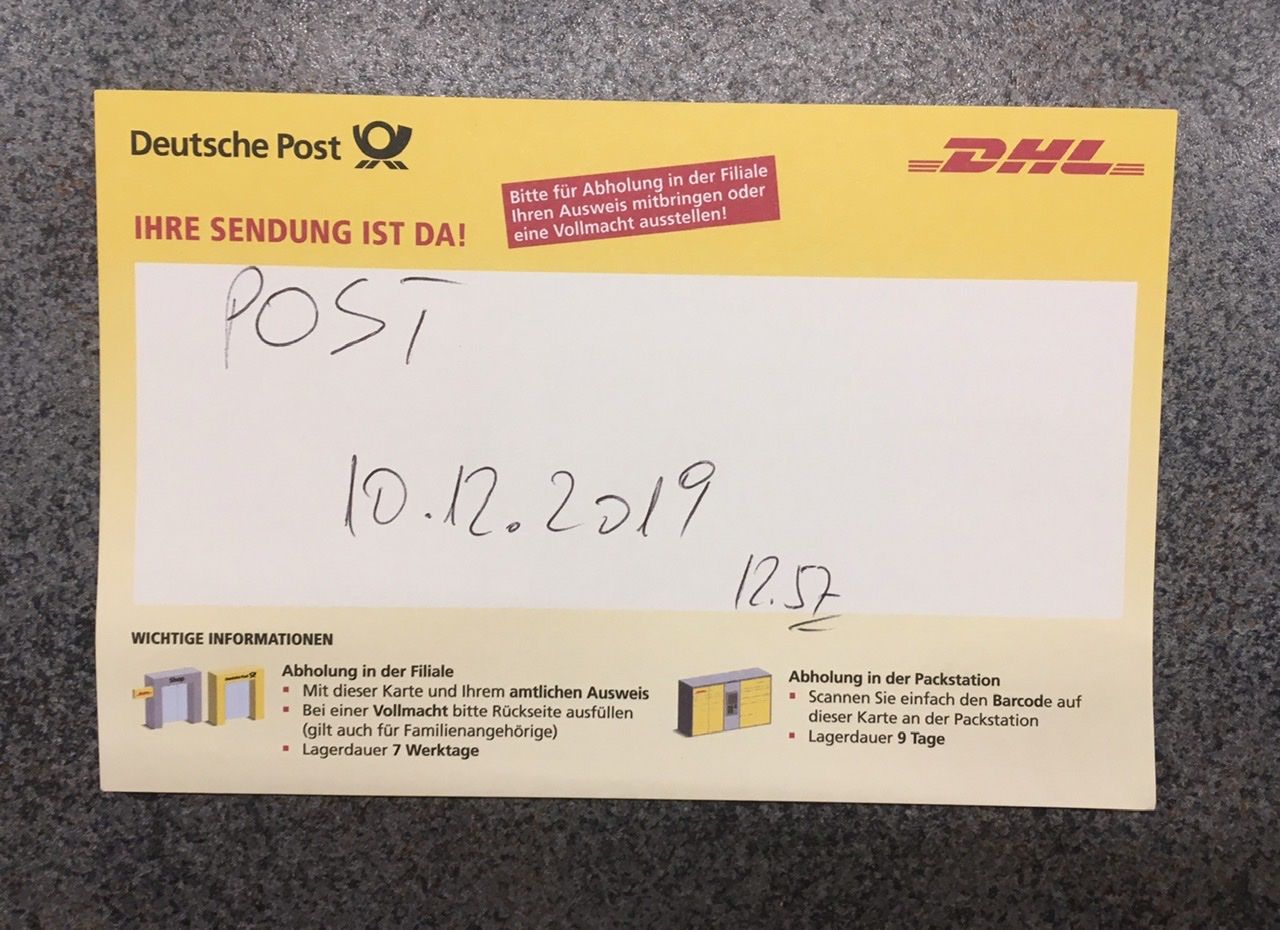 Deutsche Post
DHL
Bitte für Abholung in der Filiale
Ihren Ausweis mitbringen oder
eine Vollmacht ausstellen!
IHRE SENDUNG IST DA!
POST
10.12.2019
12.57
WICHTIGE INFORMATIONEN
Abholung in der Filiale
Mit dieser Karte und Ihrem amtlichen Ausweis
Bei einer Vollmacht bitte Rückseite ausfüllen
(gilt auch für Familienangehörige)
Lagerdauer 7 Werktage
Shop
Deutsche Post
Abholung in der Packstation
Scannen Sie einfach den Barcode auf
dieser Karte an der Packstation
Lagerdauer 9 Tage